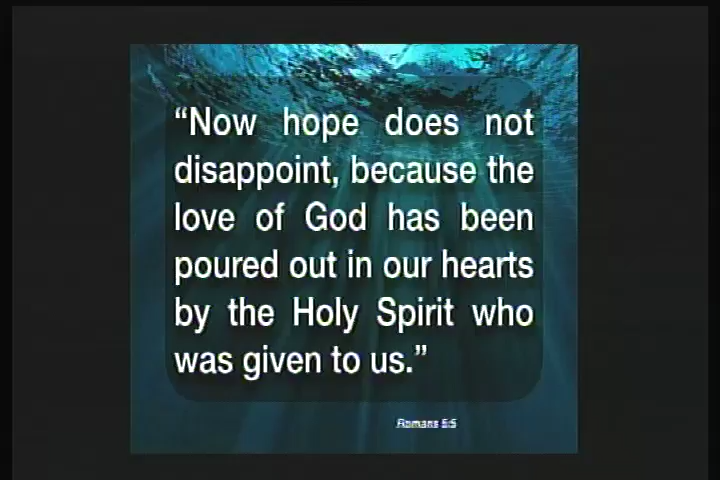 “Now hope does not
disappoint, because the
love of God has been
poured out in our hearts
by the Holy Spirit who
was given to us.”
Romans 5:5